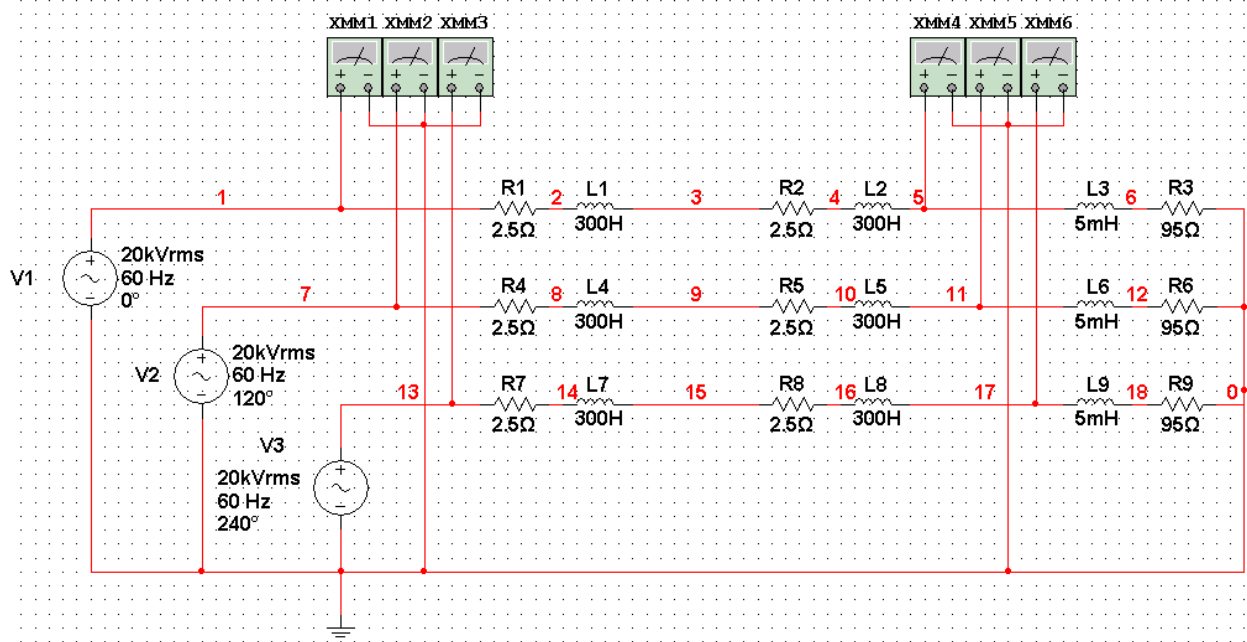 XMM1 XMM2 XMM3
XMM4 XMM5 XMM6
1
R1
2.5Ω
2
L1
300H
3
R2
2.5Ω
4
L2
300H
5
L3
5mH
6
R3
95Ω
V1
20kVrms
60 Hz
0°
7
R4
2.5Ω
8
L4
300H
9
R5
2.5Ω
10
L5
300H
11
L6
5mH
12
R6
95Ω
V2
20kVrms
60 Hz
120°
13
R7
2.5Ω
14
L7
300H
15
R8
2.5Ω
16
L8
300H
17
L9
5mH
18
R9
95Ω
0
V3
20kVrms
60 Hz
240°